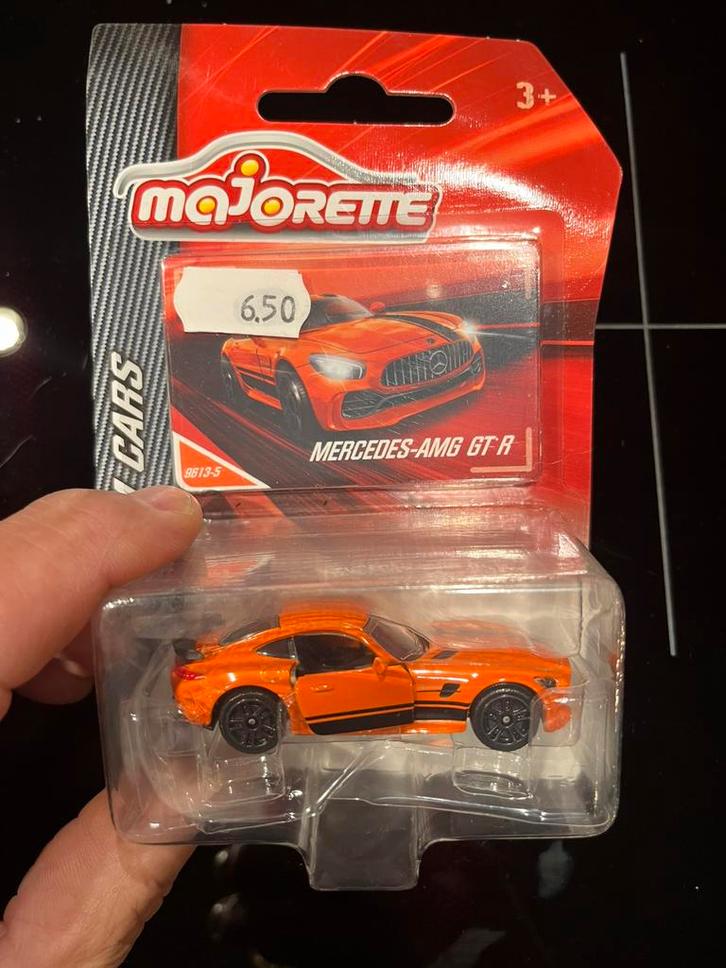 3+
majORETTE
6.50
MERCEDES-AMG GT R
9613-5
CARS